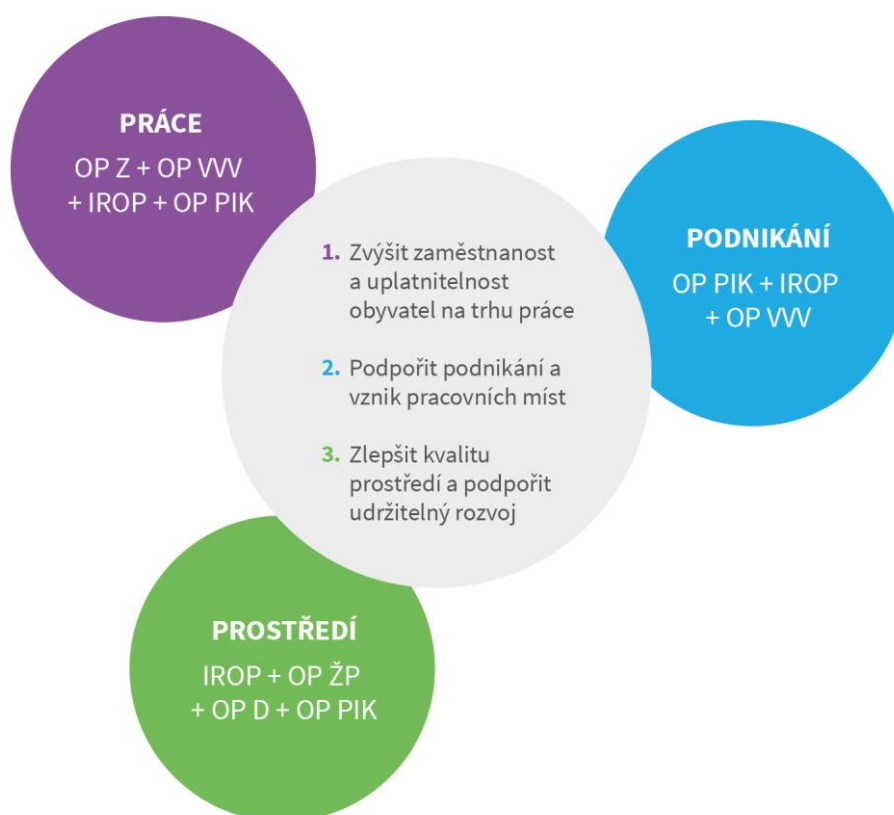 PRÁCE
OP Z + OP VVV
+ IROP + OP PIK
1. Zvýšit zaměstnanost
a uplatnitelnost
obyvatel na trhu práce
2. Podpořit podnikání a
vznik pracovních míst
3. Zlepšit kvalitu
prostředí a podpořit
udržitelný rozvoj
PODNIKÁNÍ
OP PIK + IROP
+ OP VVV
PROSTŘEDÍ
IROP + OP ŽP
+ OP D + OP PIK